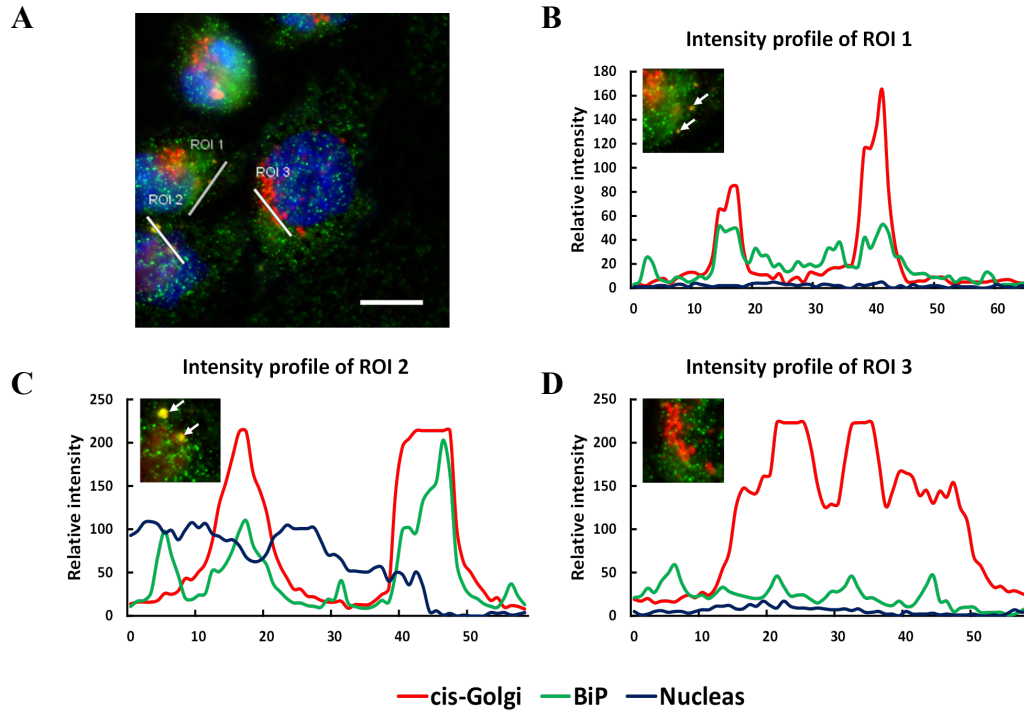 A
ROI 1
ROI 2
ROI 3
B
Intensity profile of ROI 1
Relative intensity
180
160
140
120
100
80
60
40
20
0
0 10 20 30 40 50 60
C
Intensity profile of ROI 2
Relative intensity
250
200
150
100
50
0
0 10 20 30 40 50
D
Intensity profile of ROI 3
Relative intensity
250
200
150
100
50
0
0 10 20 30 40 50
cis-Golgi BiP Nucleas